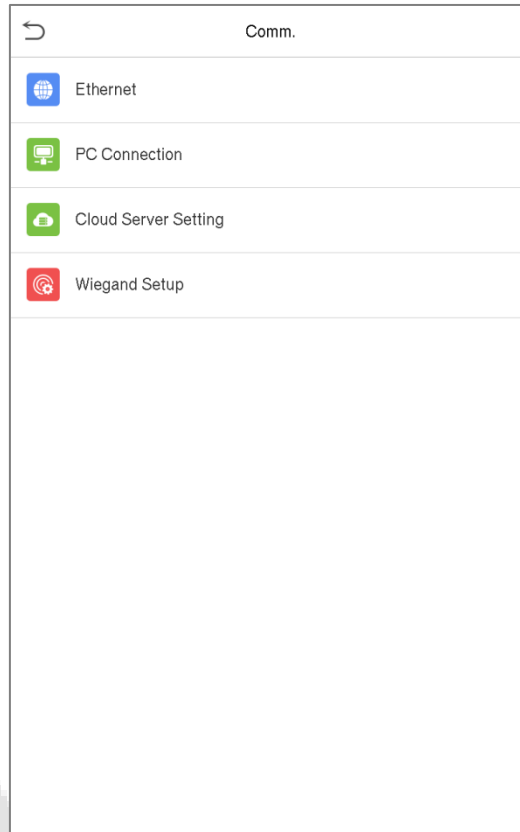 Comm.
Ethernet
PC Connection
Cloud Server Setting
Wiegand Setup